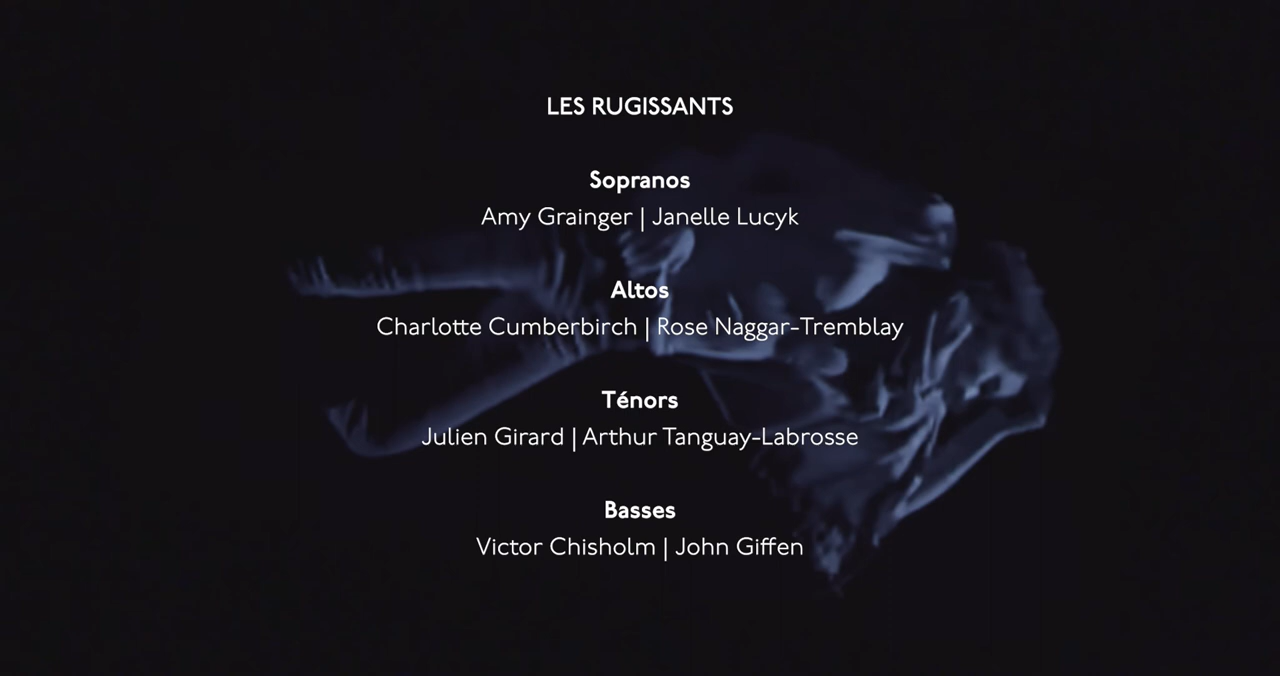 LES RUGISSANTS
Sopranos
Amy Grainger | Janelle Lucyk
Altos
Charlotte Cumberbirch | Rose Naggar-Tremblay
Ténors
Julien Girard | Arthur Tanguay-Labrosse
Basses
Victor Chisholm | John Giffen